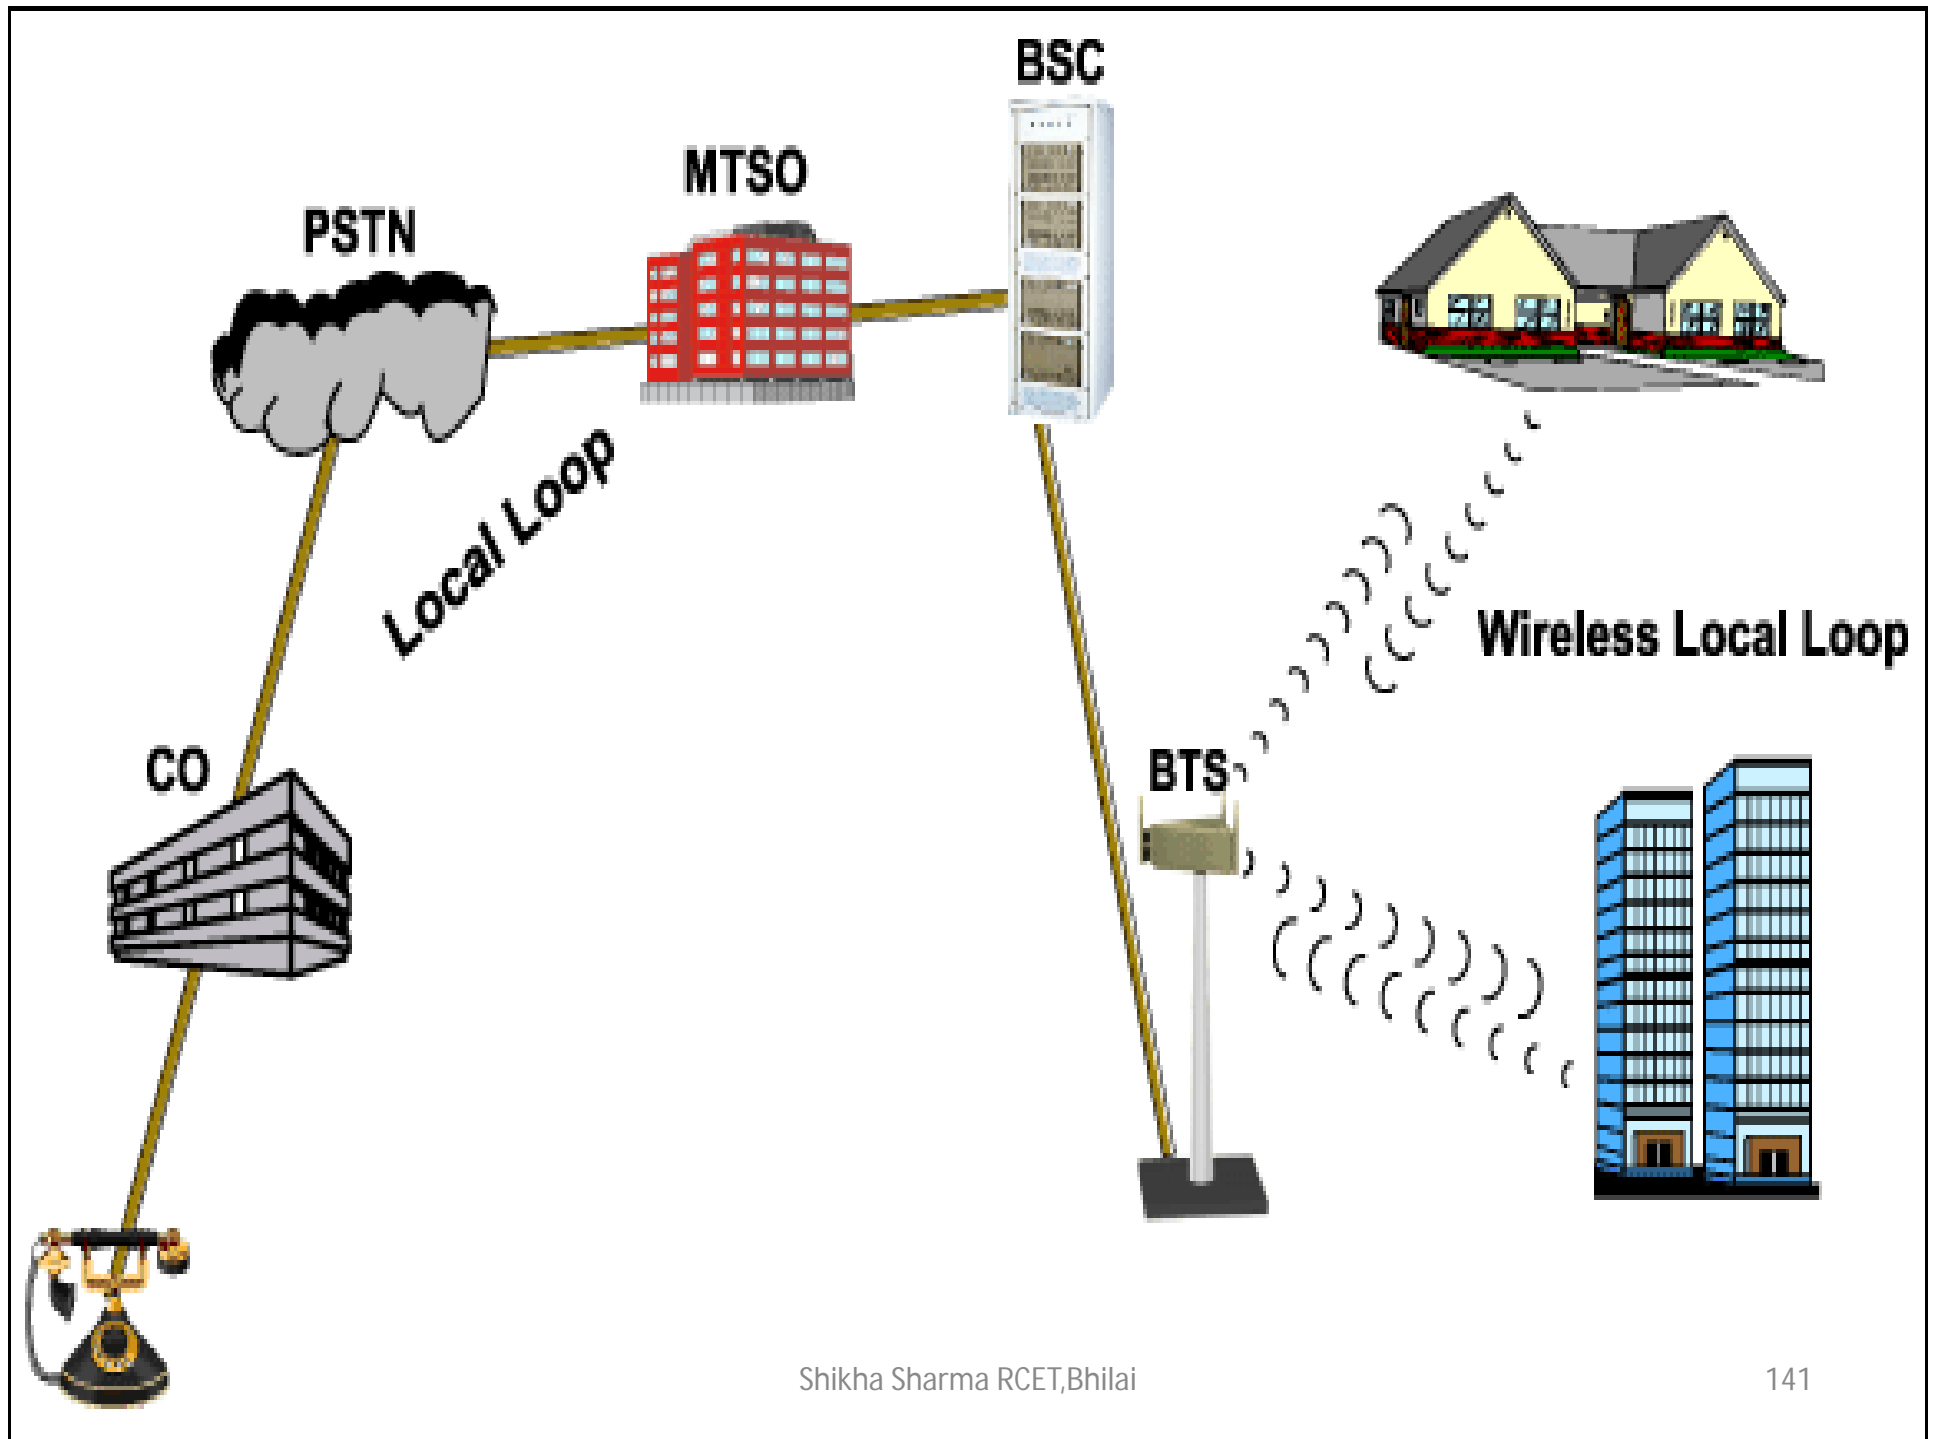 BSC
MTSO
PSTN
Local Loop
Wireless Local Loop
CO
BTS
Shikha Sharma RCET,Bhilai
141